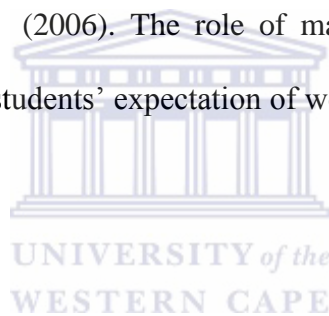 (2006). The role of ma
students’ expectation of w
UNIVERSITY of the
WESTERN CAPE